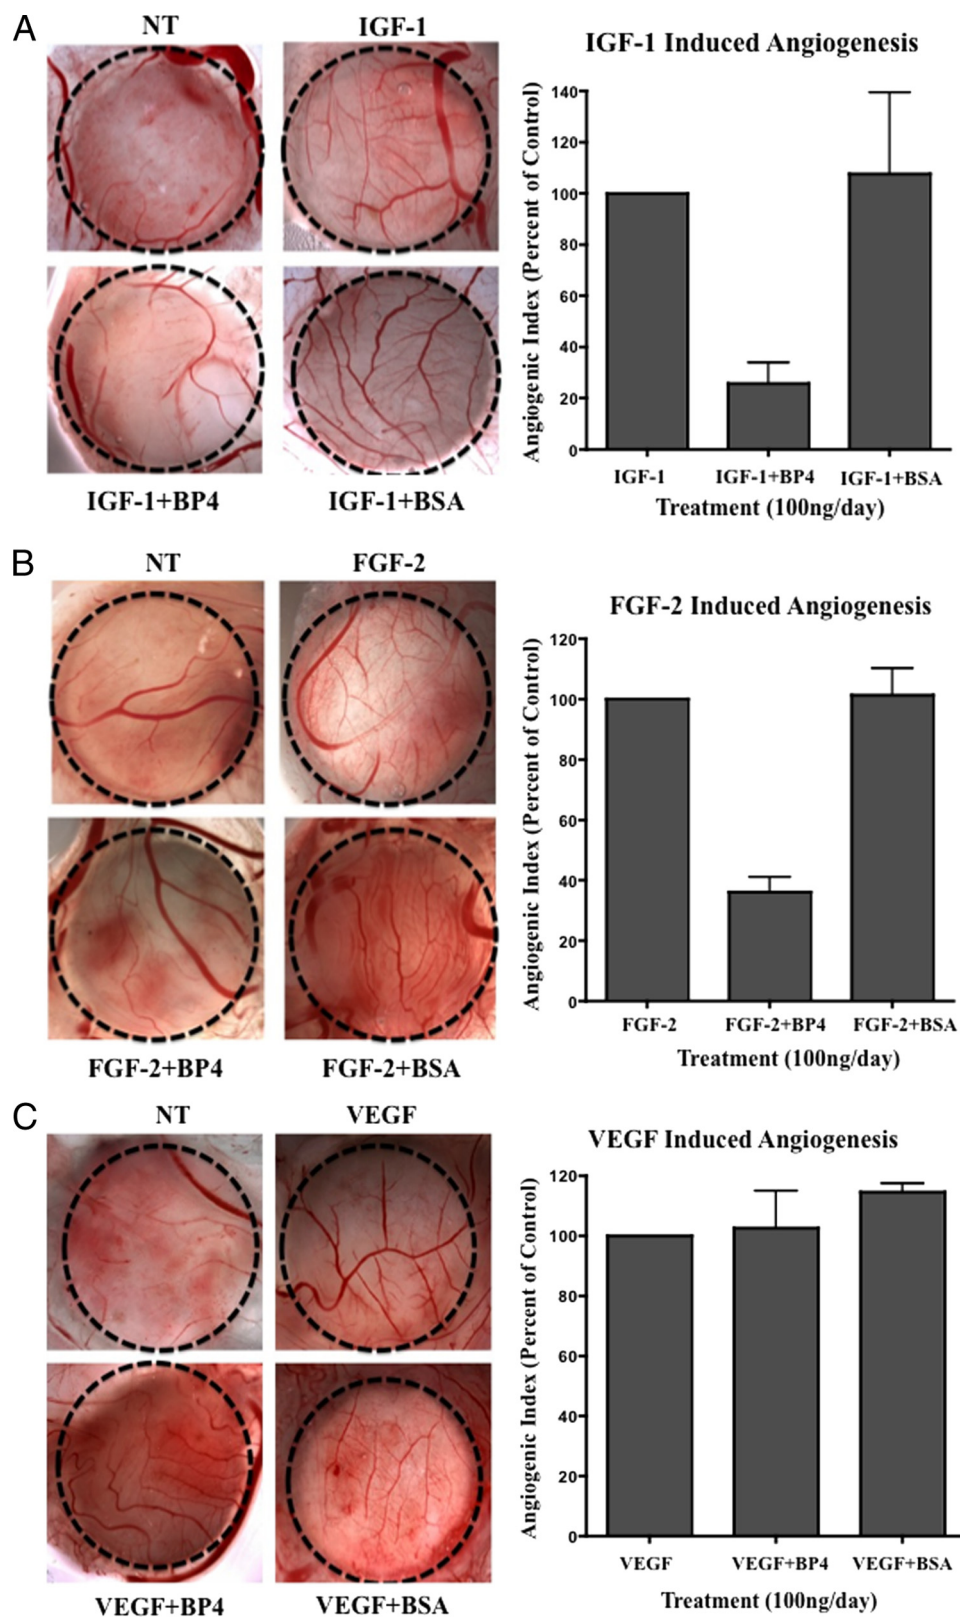 A
NT
IGF-1
IGF-1+BP4
IGF-1+BSA
IGF-1 Induced Angiogenesis
Angiogenic Index (Percent of Control)
140
120
100
80
60
40
20
0
IGF-1
IGF-1+BP4
IGF-1+BSA
Treatment (100ng/day)
B
NT
FGF-2
FGF-2+BP4
FGF-2+BSA
FGF-2 Induced Angiogenesis
Angiogenic Index (Percent of Control)
120
100
80
60
40
20
0
FGF-2
FGF-2+BP4
FGF-2+BSA
Treatment (100ng/day)
C
NT
VEGF
VEGF+BP4
VEGF+BSA
VEGF Induced Angiogenesis
Angiogenic Index (Percent of Control)
120
100
80
60
40
20
0
VEGF
VEGF+BP4
VEGF+BSA
Treatment (100ng/day)